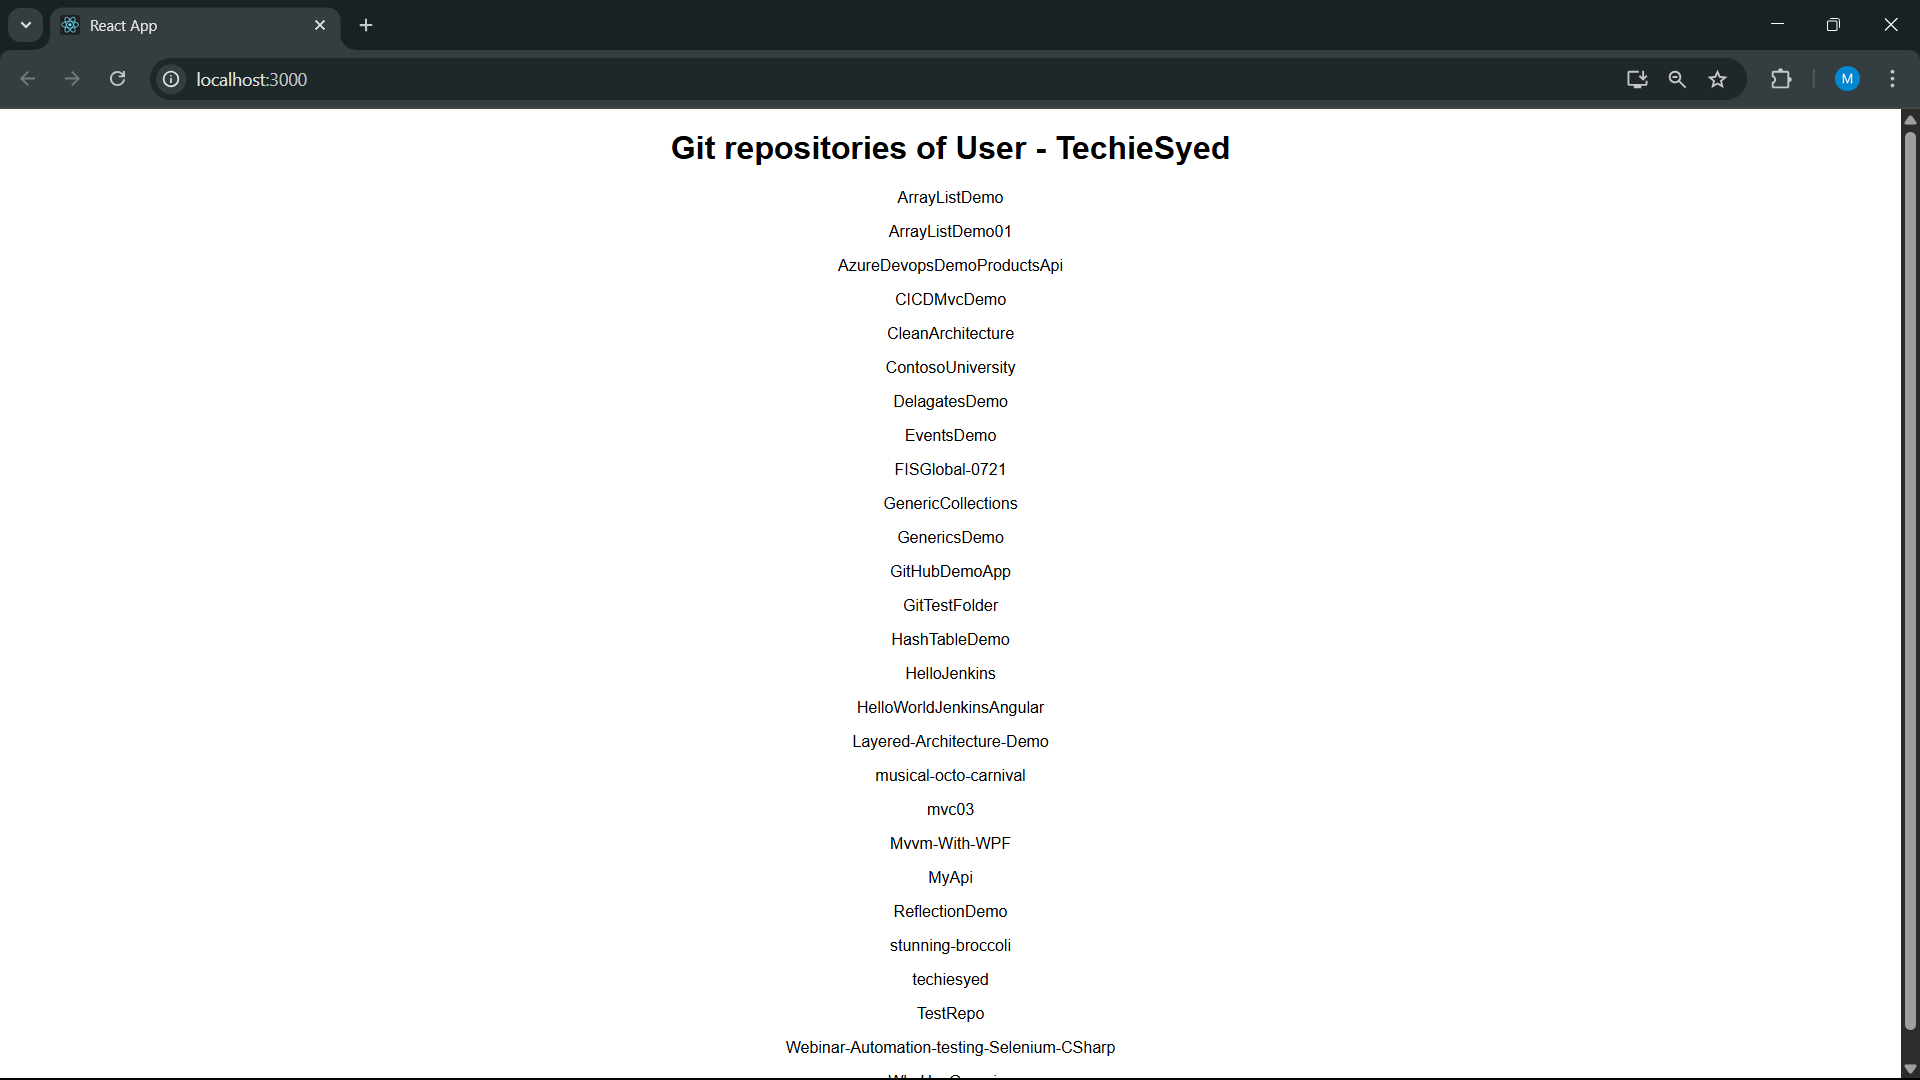 React App
localhost:3000
M
Git repositories of User - TechieSyed
ArrayListDemo
ArrayListDemo01
AzureDevopsDemoProductsApi
CICDMvcDemo
CleanArchitecture
ContosoUniversity
DelagatesDemo
EventsDemo
FISGlobal-0721
GenericCollections
GenericsDemo
GitHubDemoApp
GitTestFolder
HashTableDemo
HelloJenkins
HelloWorldJenkinsAngular
Layered-Architecture-Demo
musical-octo-carnival
mvc03
Mvvm-With-WPF
MyApi
ReflectionDemo
stunning-broccoli
techiesyed
TestRepo
Webinar-Automation-testing-Selenium-CSharp